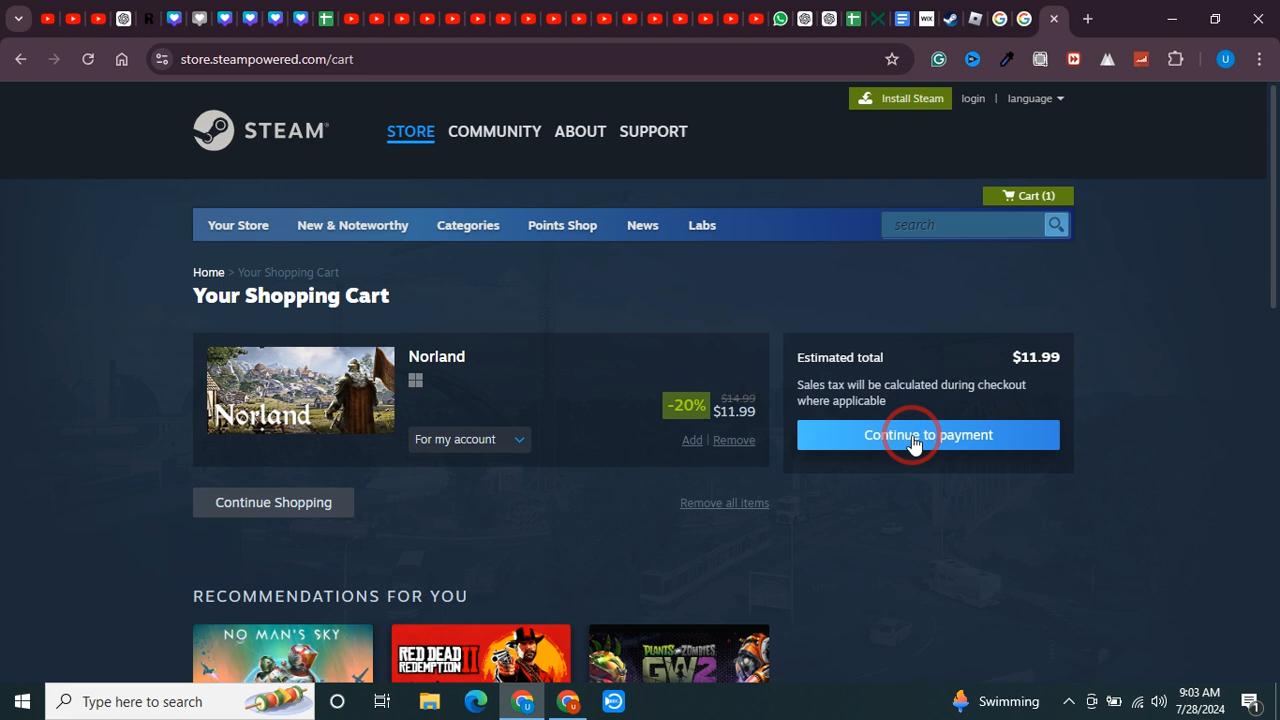 store.steampowered.com/cart
U
Install Steam
login | language
STEAM®
STORE COMMUNITY ABOUT SUPPORT
Cart (1)
Your Store New & Noteworthy Categories Points Shop News Labs
search
Home > Your Shopping Cart
Your Shopping Cart
Norland
Norland
-20% $14.99
$11.99
For my account
Add | Remove
Estimated total $11.99
Sales tax will be calculated during checkout
where applicable
Continue to payment
Continue Shopping
Remove all items
RECOMMENDATIONS FOR YOU
NO MAN'S SKY
RED DEAD
REDEMPTION II
PLANTS VS. ZOMBIES
GW2
Type here to search
Swimming
9:03 AM
7/28/2024
1